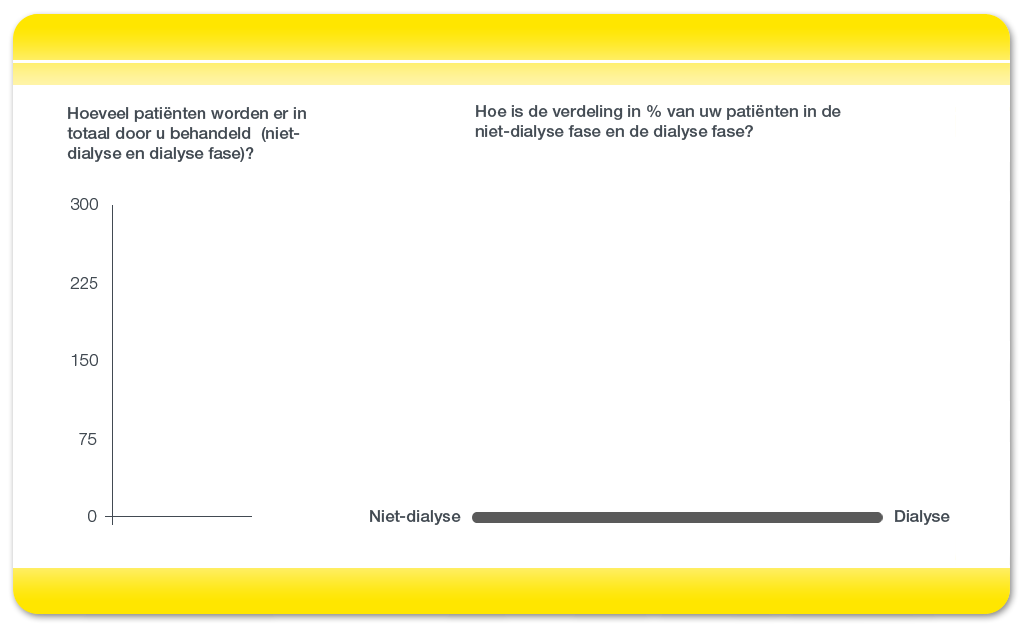 Hoeveel patiënten worden er in
totaal door u behandeld  (niet-
dialyse en dialyse fase)?
Hoe is de verdeling in % van uw patiënten in de
niet-dialyse fase en de dialyse fase?
300
225
150
75
0
Niet-dialyse
Dialyse